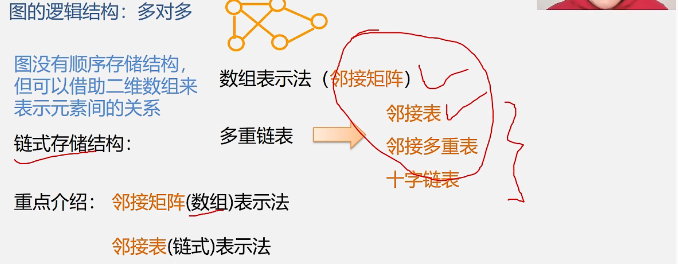 图的逻辑结构：多对多
图没有顺序存储结构，
但可以借助二维数组来
表示元素间的关系
数组表示法（邻接矩阵）
链式存储结构：
多重链表
邻接表
邻接多重表
十字链表
重点介绍：邻接矩阵(数组)表示法
邻接表(链式)表示法